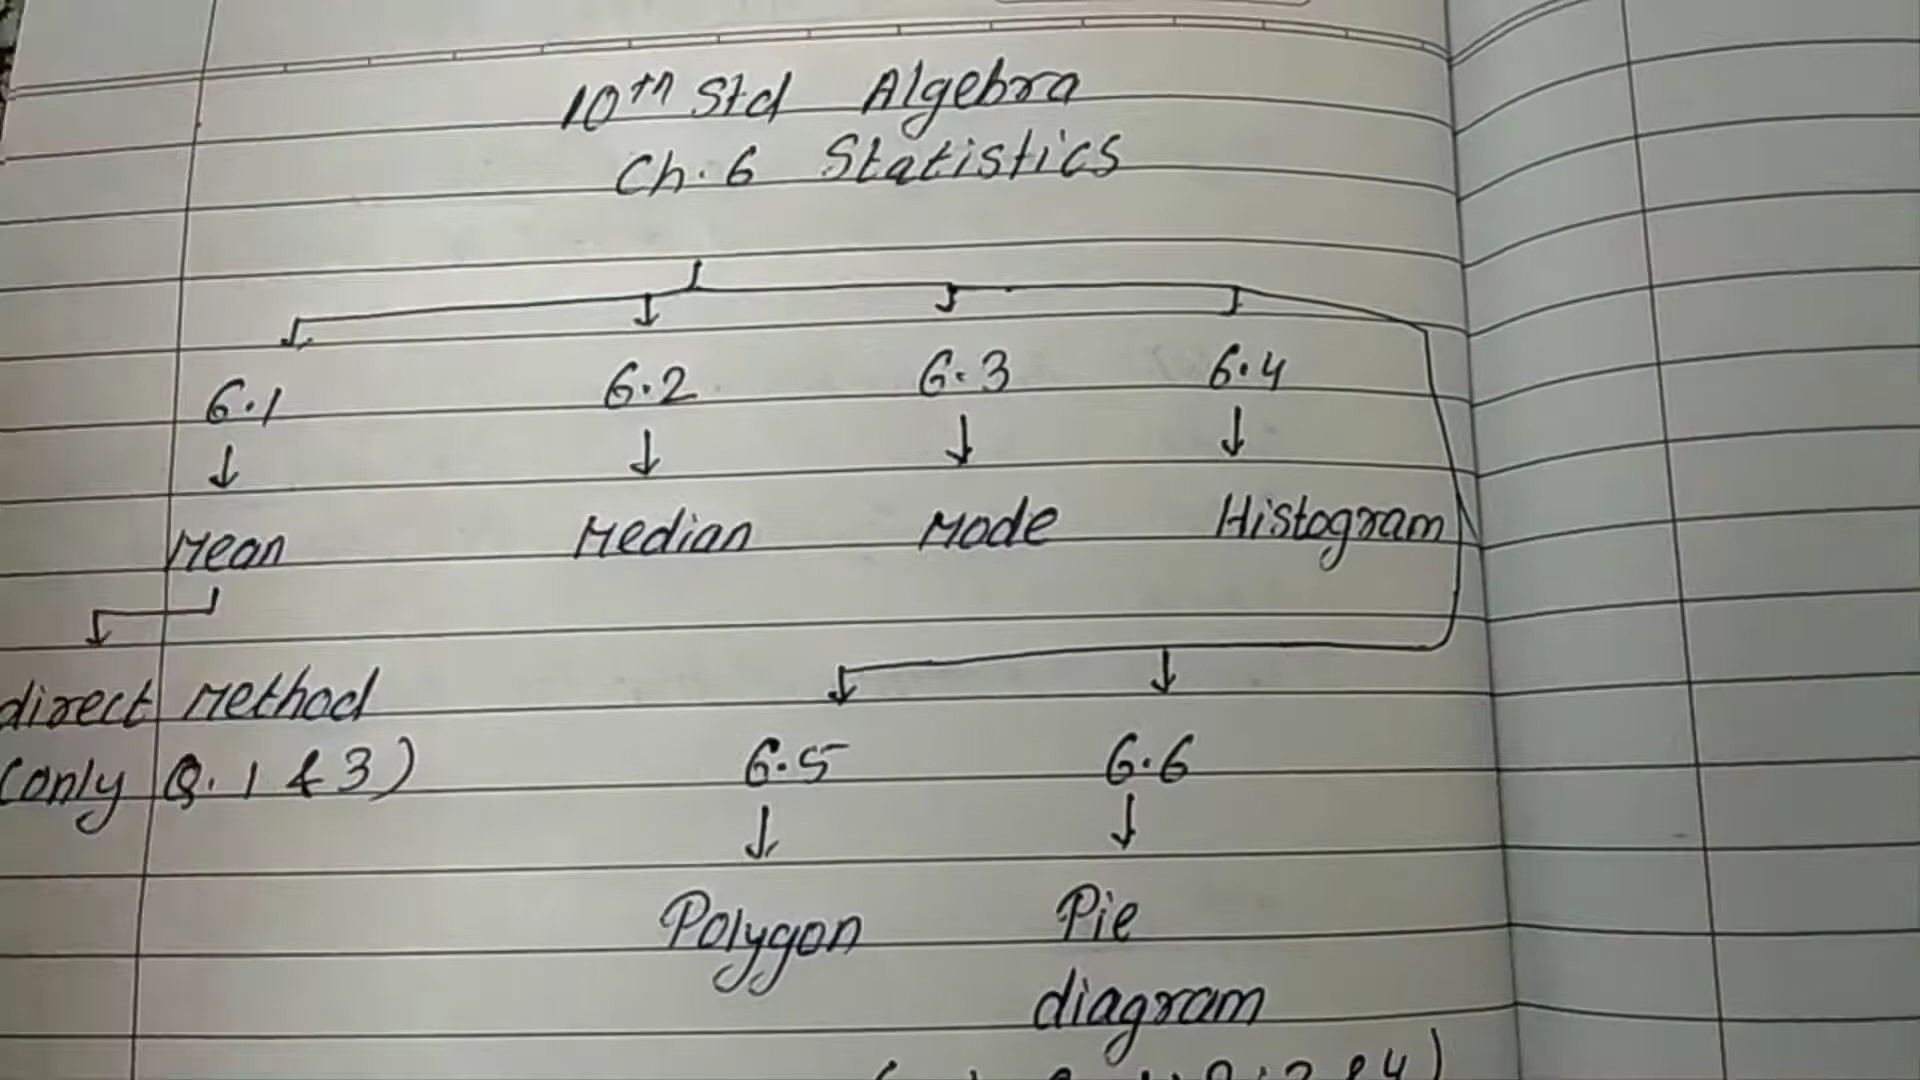 10th Std Algebra
Ch. 6 Statistics
6.1 6.2 6.3 6.4
Mean Median Mode Histogram
direct Method
(only Q. 1 & 3)
6.5 6.6
Polygon Pie
diagram